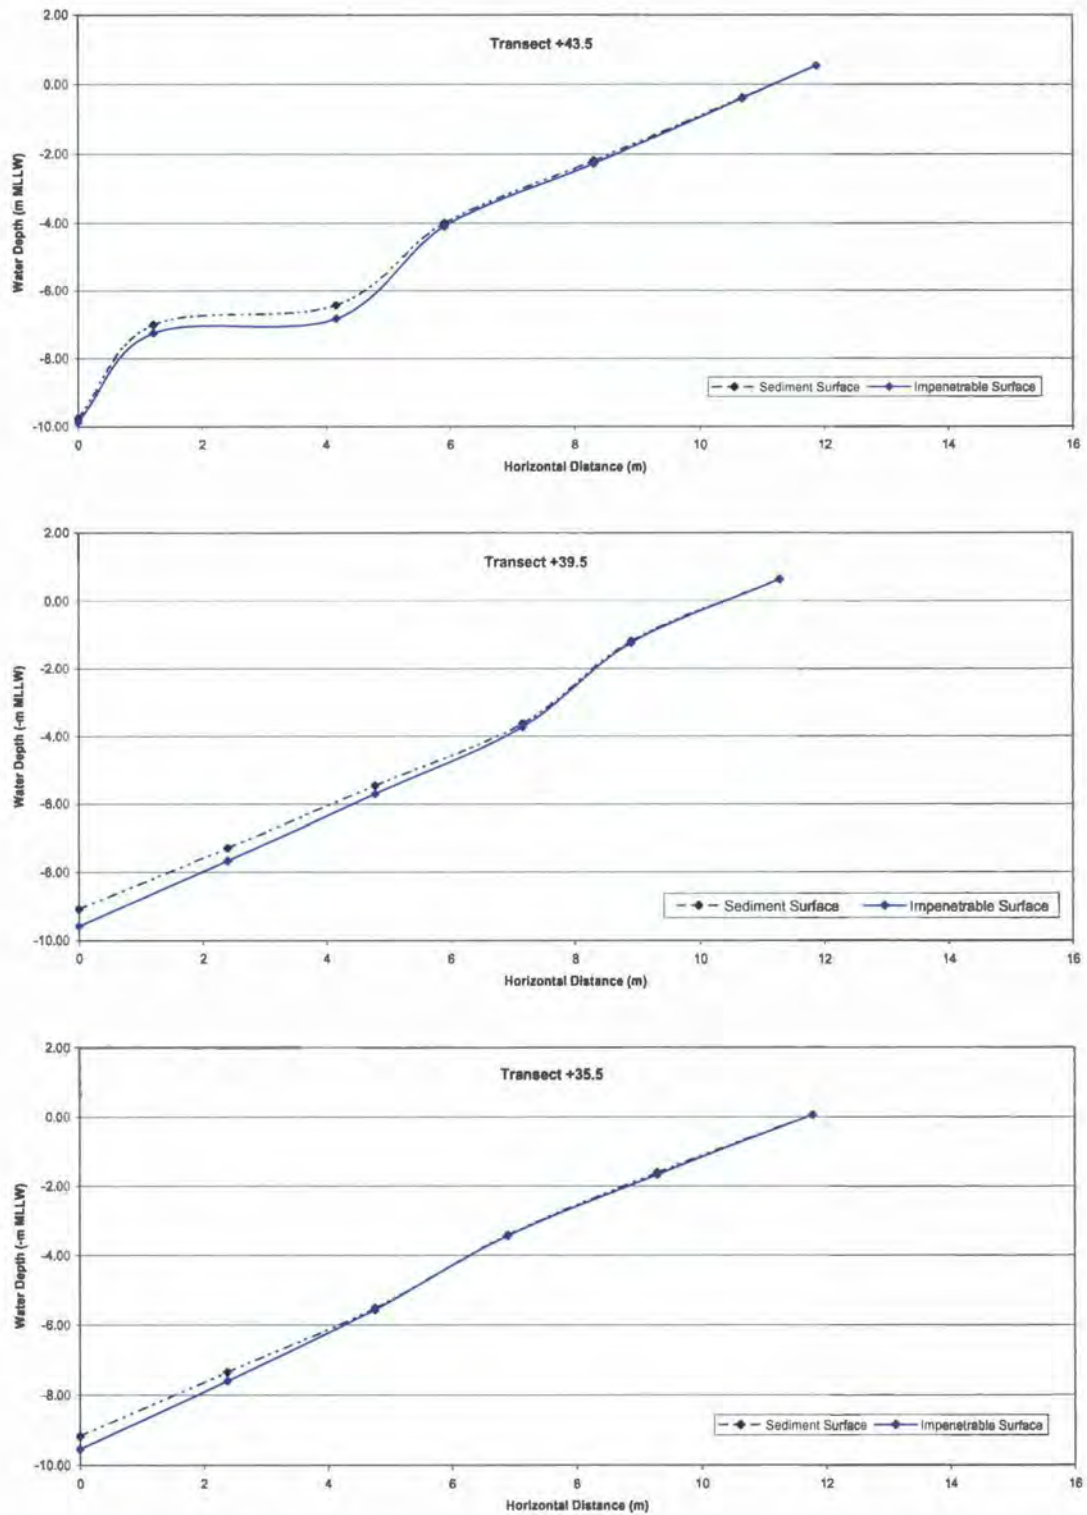 Transect +43.5
2.00
0.00
-2.00
-4.00
-6.00
-8.00
-10.00
Water Depth (m MLLW)
Sediment Surface Impenetrable Surface
0 2 4 6 8 10 12 14 16
Horizontal Distance (m)
Transect +39.5
2.00
0.00
-2.00
-4.00
-6.00
-8.00
-10.00
Water Depth (-m MLLW)
Sediment Surface Impenetrable Surface
0 2 4 6 8 10 12 14 16
Horizontal Distance (m)
Transect +35.5
2.00
0.00
-2.00
-4.00
-6.00
-8.00
-10.00
Water Depth (-m MLLW)
Sediment Surface Impenetrable Surface
0 2 4 6 8 10 12 14 16
Horizontal Distance (m)